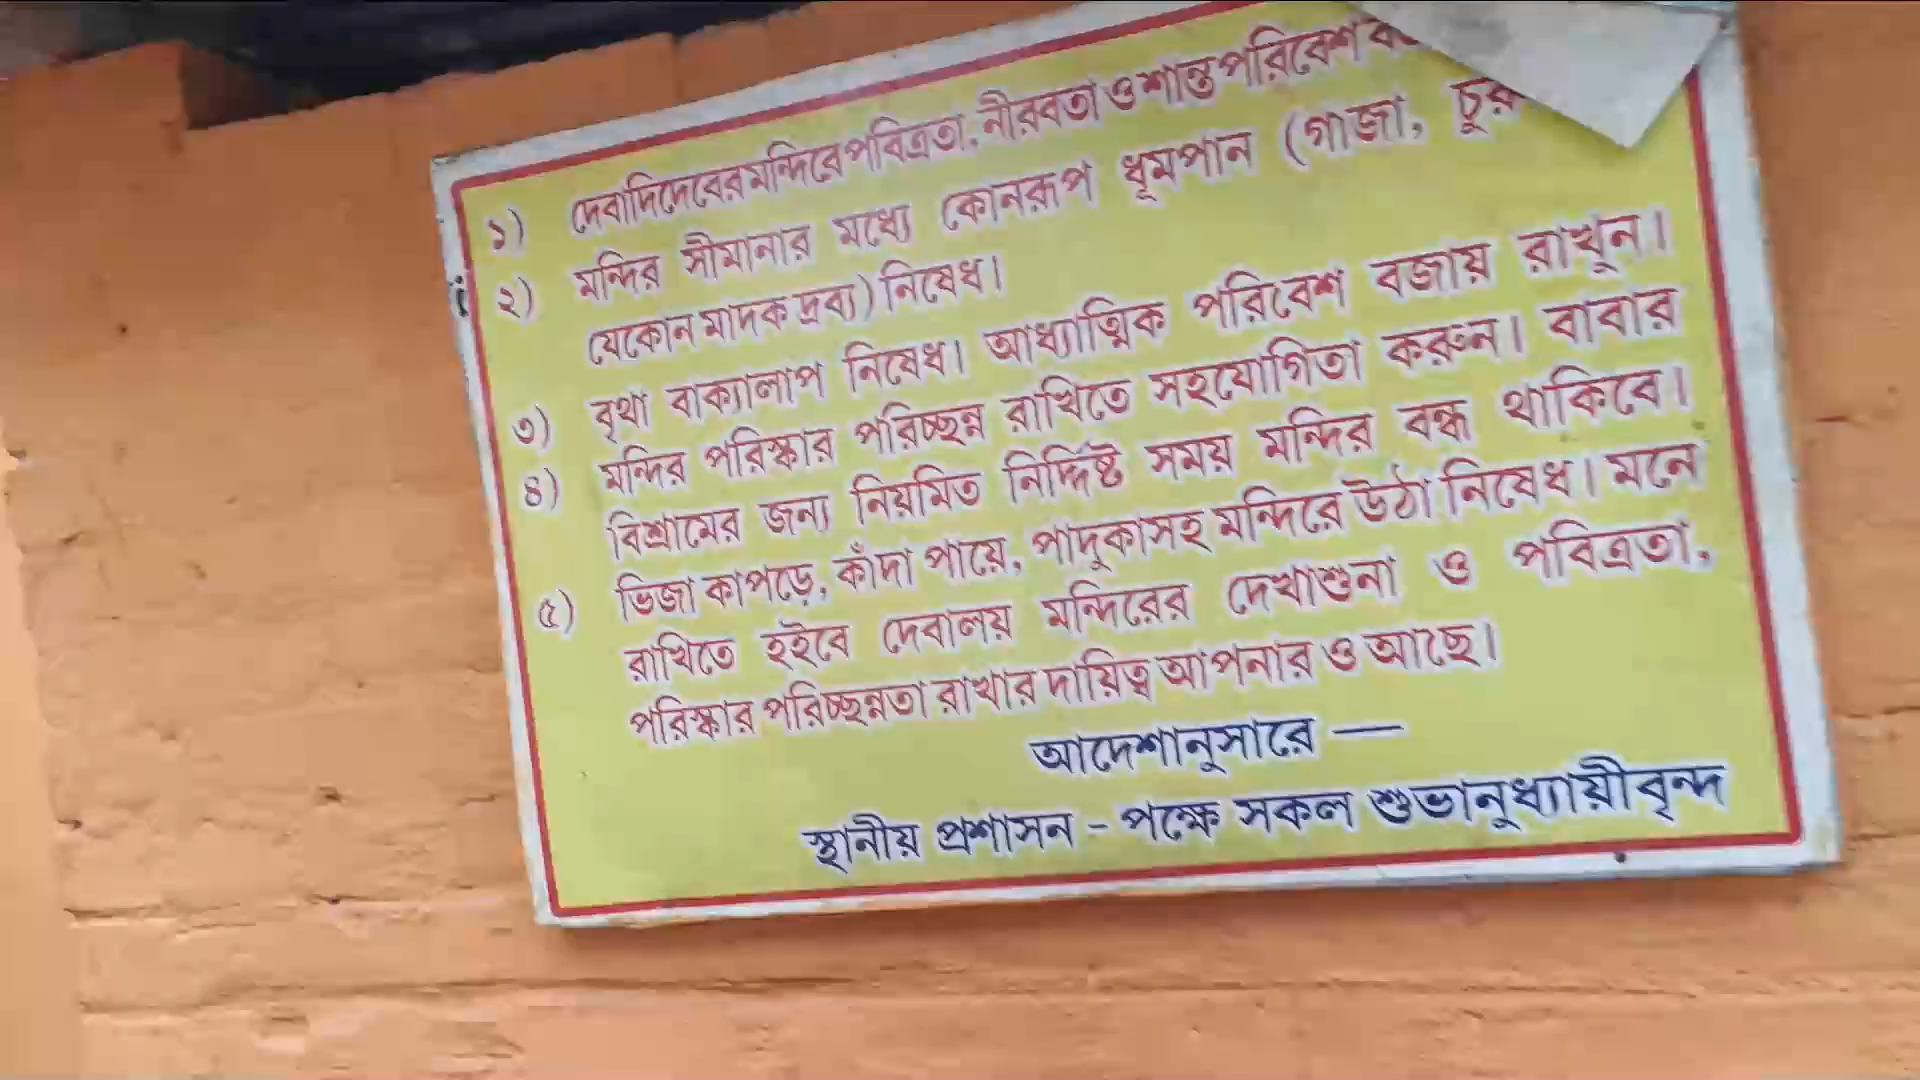 ১) দেবাদিদেবের মন্দিরে পবিত্রতা, নীরবতা ও শান্ত পরিবেশ
২) মন্দির সীমানার মধ্যে কোনরূপ ধূমপান (গাজা,
যেকোন মাদক দ্রব্য) নিষেধ।
৩) বৃথা বাক্যালাপ নিষেধ। আধ্যাত্মিক পরিবেশ বজায় রাখুন।
৪) মন্দির পরিস্কার পরিচ্ছন্ন রাখিতে সহযোগিতা করুন। বাবার
বিশ্রামের জন্য নিয়মিত নির্দ্দিষ্ট সময় মন্দির বন্ধ থাকিবে।
৫) ভিজা কাপড়ে, কাঁদা পায়ে, পাদুকাসহ মন্দিরে উঠা নিষেধ। মনে
রাখিতে হইবে দেবালয় মন্দিরের দেখাশুনা ও পবিত্রতা,
পরিস্কার পরিচ্ছন্নতা রাখার দায়িত্ব আপনার ও আছে।
আদেশানুসারে —
স্থানীয় প্রশাসন - পক্ষে সকল শুভানুধ্যায়ীবৃন্দ